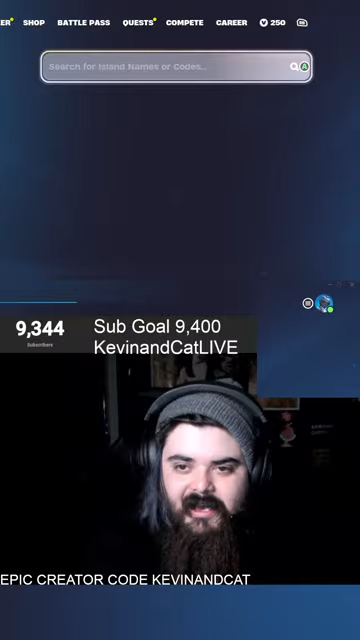 ER SHOP BATTLE PASS QUESTS COMPETE CAREER 250
Search for Island Names or Codes...
A
9,344
Subscribers
Sub Goal 9,400
KevinandCatLIVE
EPIC CREATOR CODE KEVINANDCAT